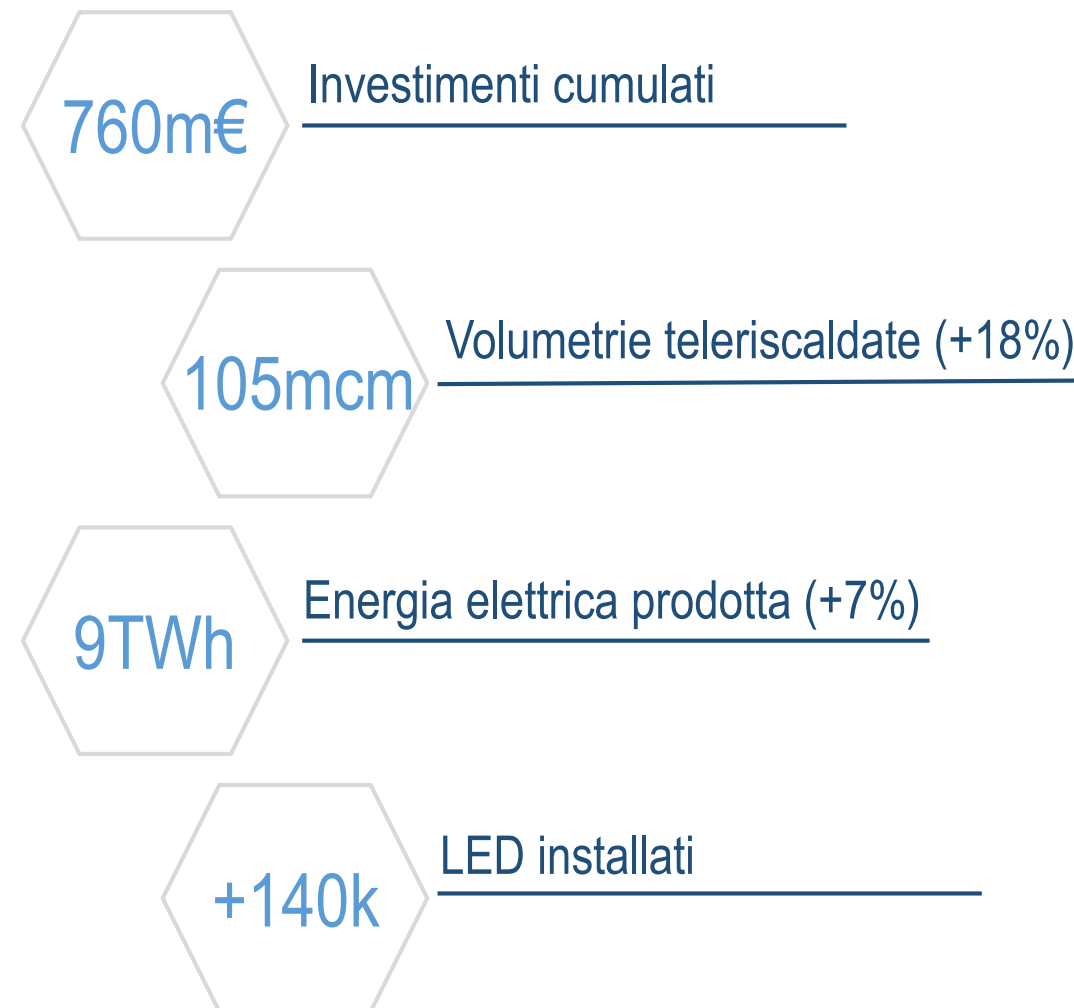 760m€
Investimenti cumulati
105mcm
Volumetrie teleriscaldate (+18%)
9TWh
Energia elettrica prodotta (+7%)
+140k
LED installati